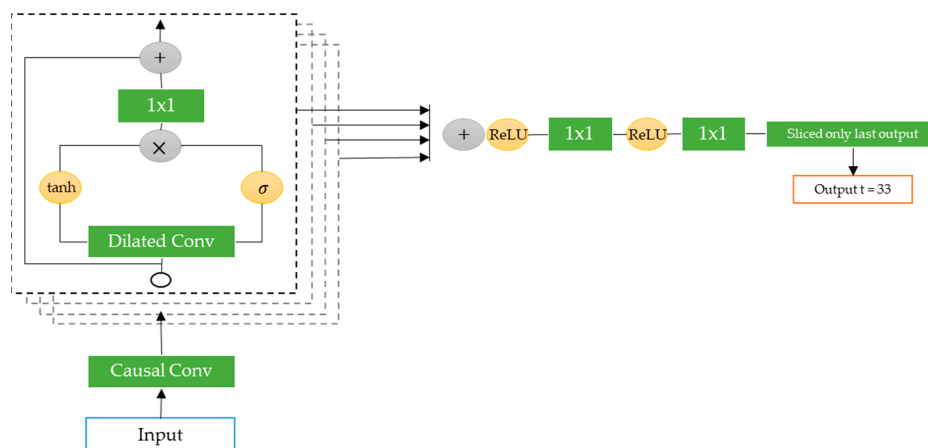 +
1x1
×
tanh
σ
Dilated Conv
Causal Conv
Input
+
ReLU
1x1
ReLU
1x1
Sliced only last output
Output t = 33